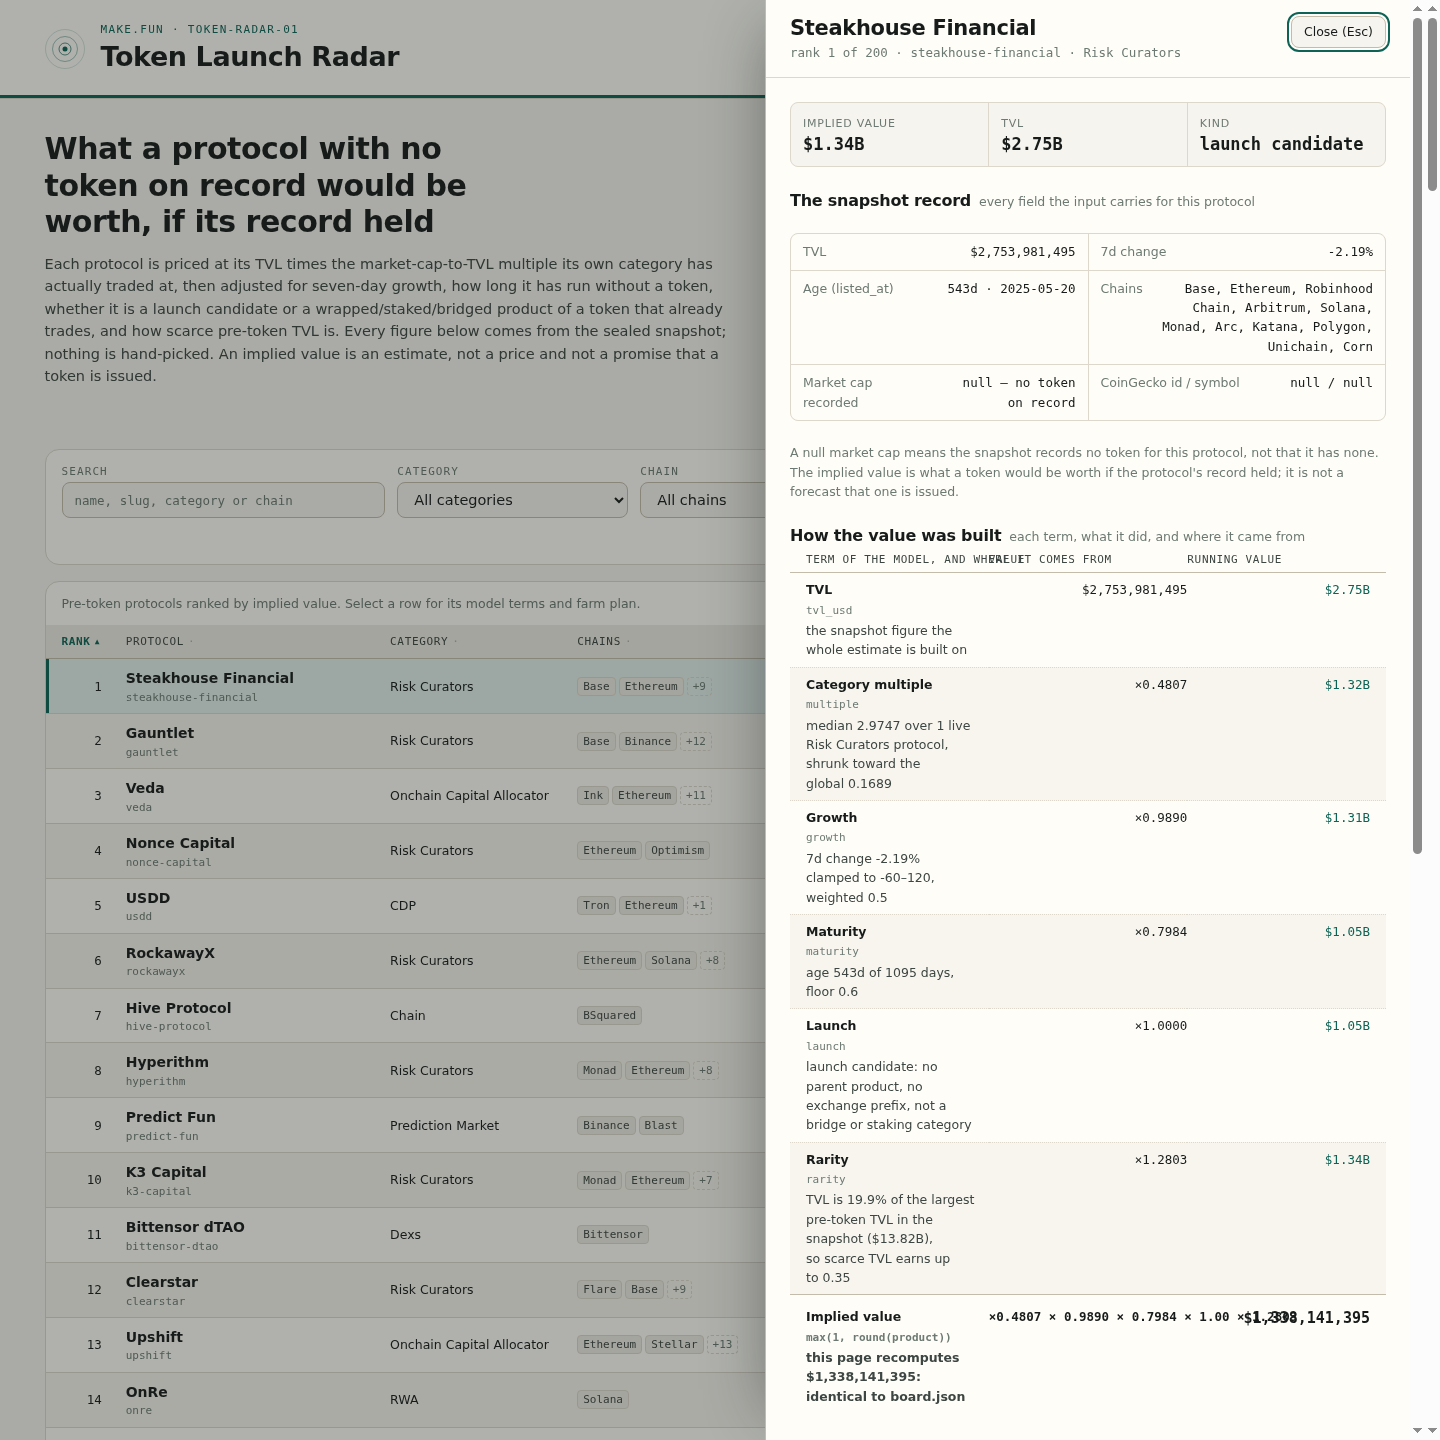 MAKE.FUN · TOKEN-RADAR-01
Token Launch Radar
What a protocol with no
token on record would be
worth, if its record held
Each protocol is priced at its TVL times the market-cap-to-TVL multiple its own category has
actually traded at, then adjusted for seven-day growth, how long it has run without a token,
whether it is a launch candidate or a wrapped/staked/bridged product of a token that already
trades, and how scarce pre-token TVL is. Every figure below comes from the sealed snapshot;
nothing is hand-picked. An implied value is an estimate, not a price and not a promise that a
token is issued.
SEARCH CATEGORY CHAIN
name, slug, category or chain All categories All chains
Pre-token protocols ranked by implied value. Select a row for its model terms and farm plan.
RANK ▲ PROTOCOL · CATEGORY · CHAINS ·
1 Steakhouse Financial Risk Curators Base Ethereum +9
steakhouse-financial
2 Gauntlet Risk Curators Base Binance +12
gauntlet
3 Veda Onchain Capital Allocator Ink Ethereum +11
veda
4 Nonce Capital Risk Curators Ethereum Optimism
nonce-capital
5 USDD CDP Tron Ethereum +1
usdd
6 RockawayX Risk Curators Ethereum Solana +8
rockawayx
7 Hive Protocol Chain BSquared
hive-protocol
8 Hyperithm Risk Curators Monad Ethereum +8
hyperithm
9 Predict Fun Prediction Market Binance Blast
predict-fun
10 K3 Capital Risk Curators Monad Ethereum +7
k3-capital
11 Bittensor dTAO Dexs Bittensor
bittensor-dtao
12 Clearstar Risk Curators Flare Base +9
clearstar
13 Upshift Onchain Capital Allocator Ethereum Stellar +13
upshift
14 OnRe RWA Solana
onre
Steakhouse Financial
Close (Esc)
rank 1 of 200 · steakhouse-financial · Risk Curators
IMPLIED VALUE TVL KIND
$1.34B $2.75B launch candidate
The snapshot record every field the input carries for this protocol
TVL $2,753,981,495 7d change -2.19%
Age (listed_at) 543d · 2025-05-20 Chains Base, Ethereum, Robinhood
Chain, Arbitrum, Solana,
Monad, Arc, Katana, Polygon,
Unichain, Corn
Market cap null — no token CoinGecko id / symbol null / null
recorded on record
A null market cap means the snapshot records no token for this protocol, not that it has none.
The implied value is what a token would be worth if the protocol's record held; it is not a
forecast that one is issued.
How the value was built each term, what it did, and where it came from
TERM OF THE MODEL, AND WHERE IT COMES FROM VALUE RUNNING VALUE
TVL $2,753,981,495 $2.75B
tvl_usd
the snapshot figure the
whole estimate is built on
Category multiple ×0.4807 $1.32B
multiple
median 2.9747 over 1 live
Risk Curators protocol,
shrunk toward the
global 0.1689
Growth ×0.9890 $1.31B
growth
7d change -2.19%
clamped to -60–120,
weighted 0.5
Maturity ×0.7984 $1.05B
maturity
age 543d of 1095 days,
floor 0.6
Launch ×1.0000 $1.05B
launch
launch candidate: no
parent product, no
exchange prefix, not a
bridge or staking category
Rarity ×1.2803 $1.34B
rarity
TVL is 19.9% of the largest
pre-token TVL in the
snapshot ($13.82B),
so scarce TVL earns up
to 0.35
Implied value ×0.4807 × 0.9890 × 0.7984 × 1.00 × $1,338,141,395
max(1, round(product))
this page recomputes
$1,338,141,395:
identical to board.json